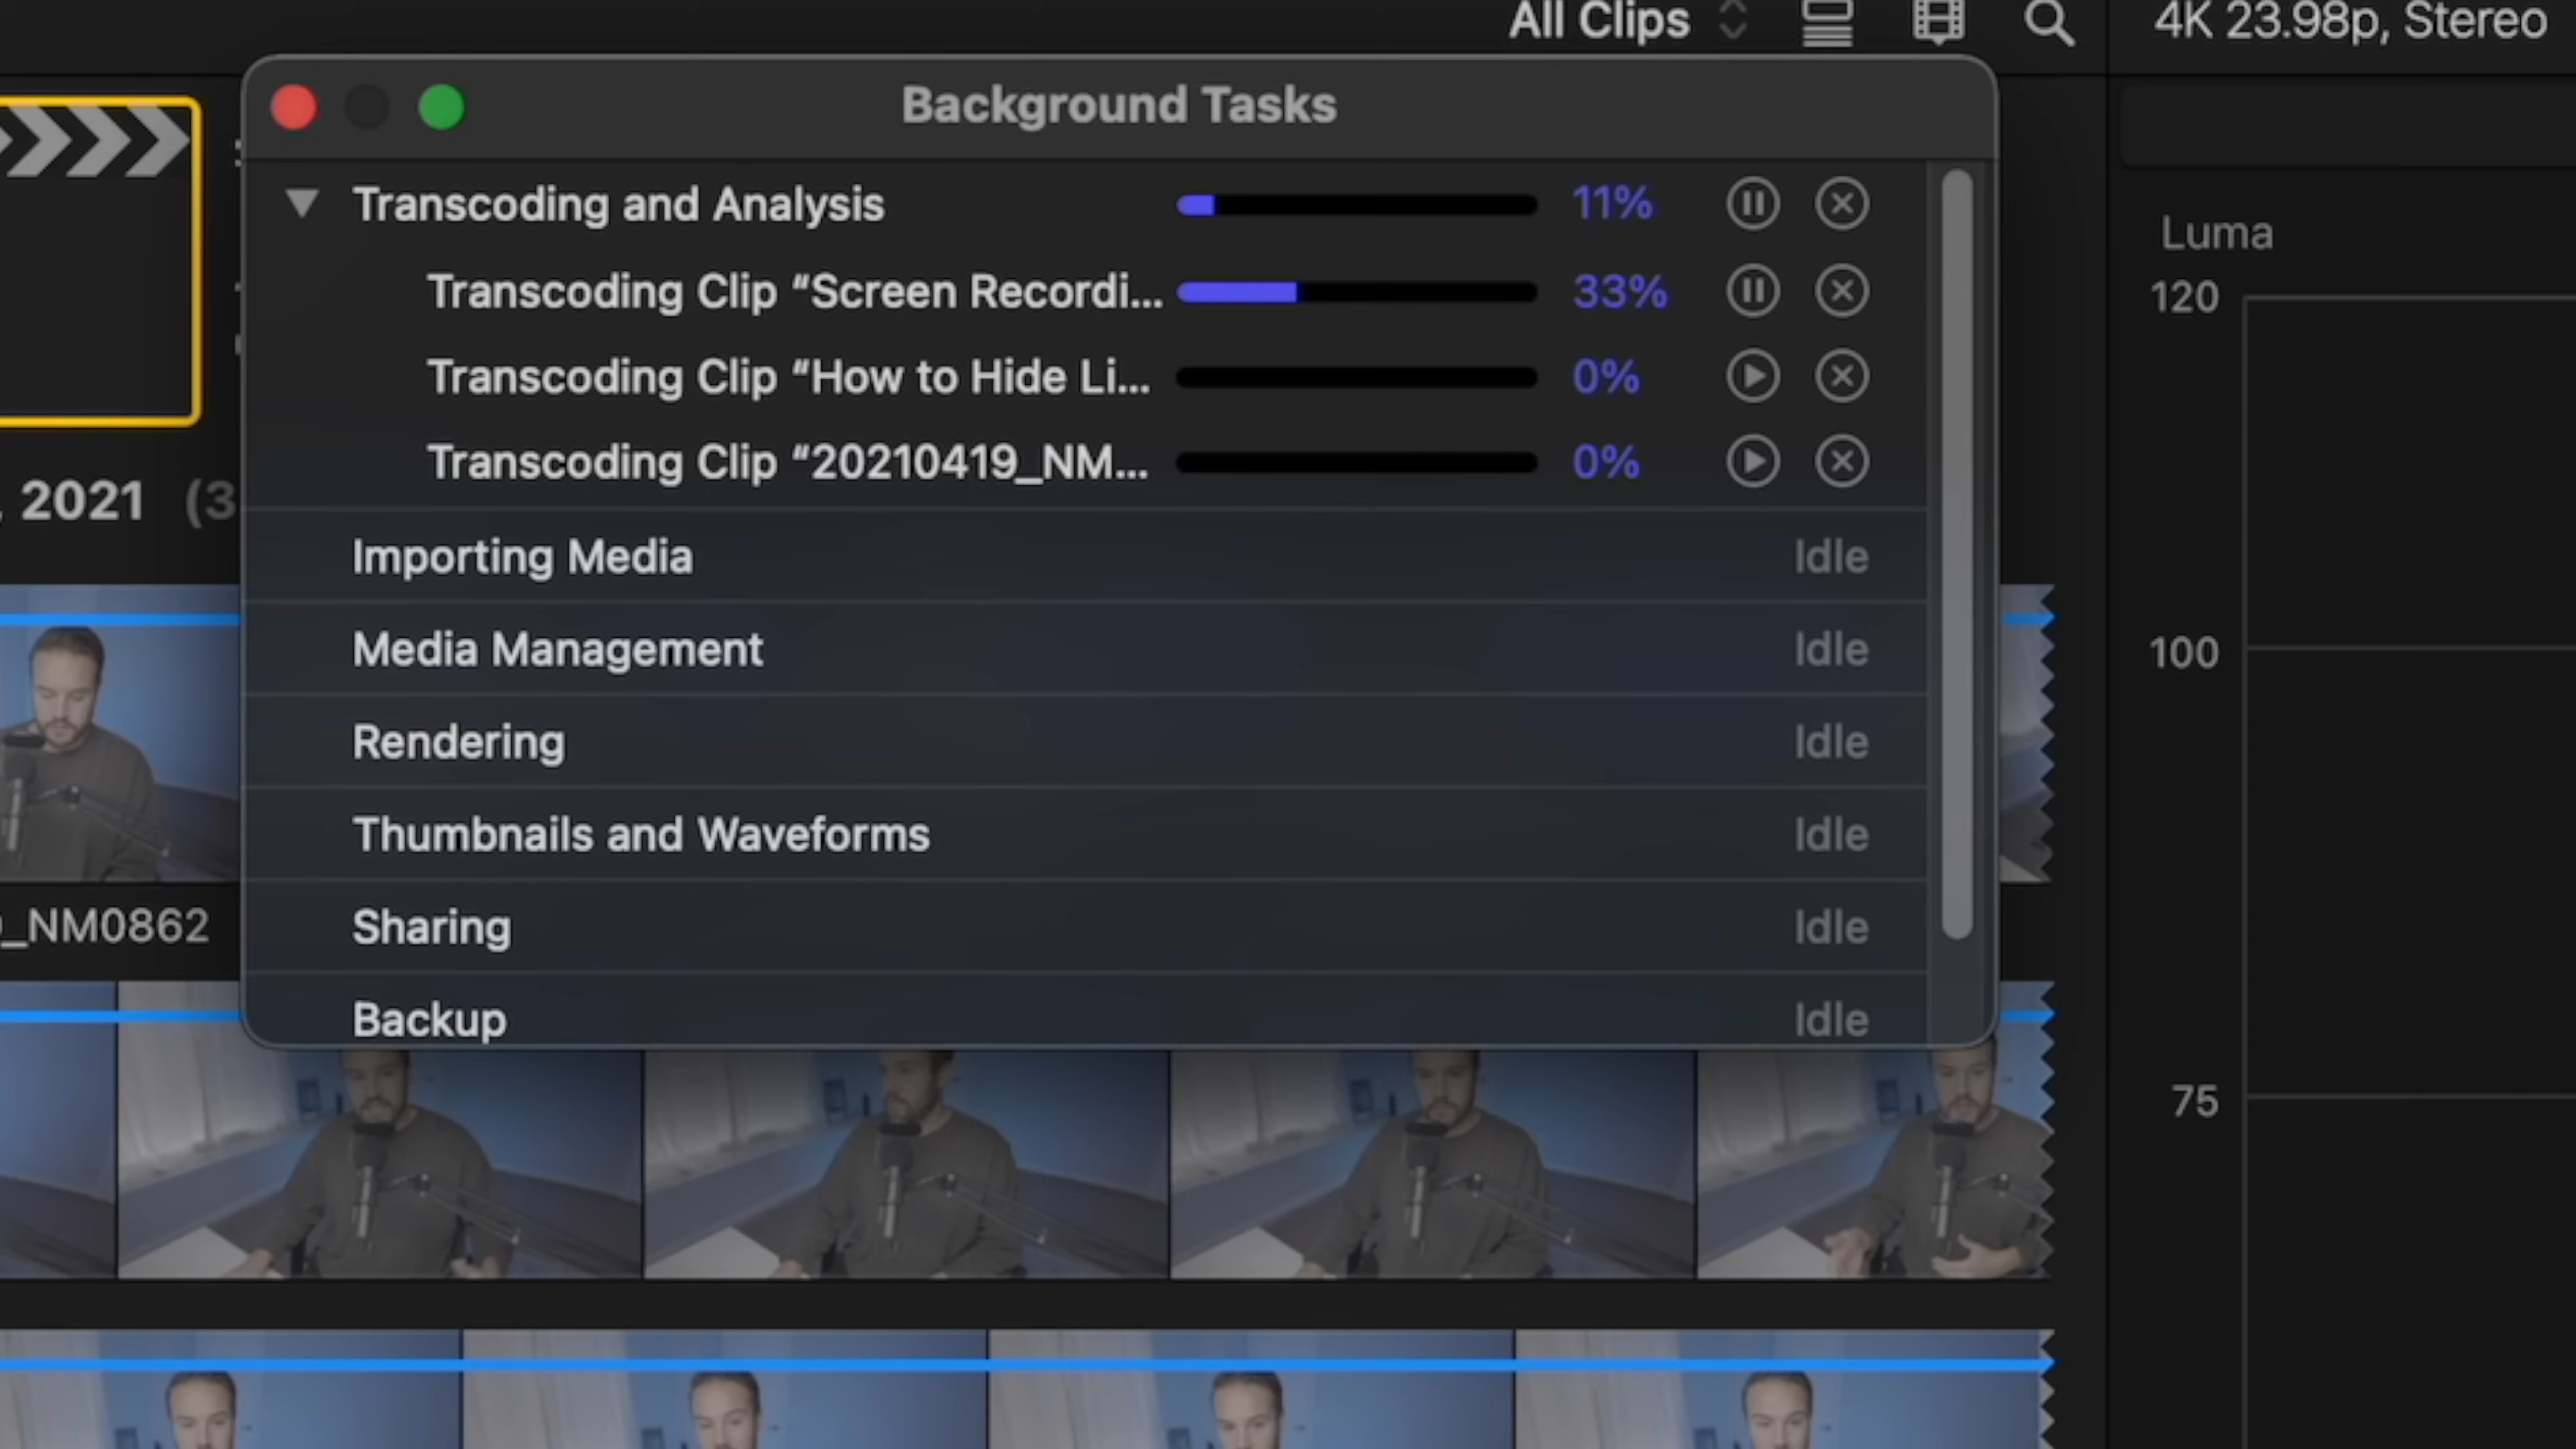 All Clips
4K 23.98p, Stereo
Background Tasks
Transcoding and Analysis 11%
Transcoding Clip “Screen Recordi... 33%
Transcoding Clip “How to Hide Li... 0%
Transcoding Clip “20210419_NM... 0%
Importing Media Idle
Media Management Idle
Rendering Idle
Thumbnails and Waveforms Idle
Sharing Idle
Backup Idle
, 2021 (3
_NM0862
Luma
120
100
75